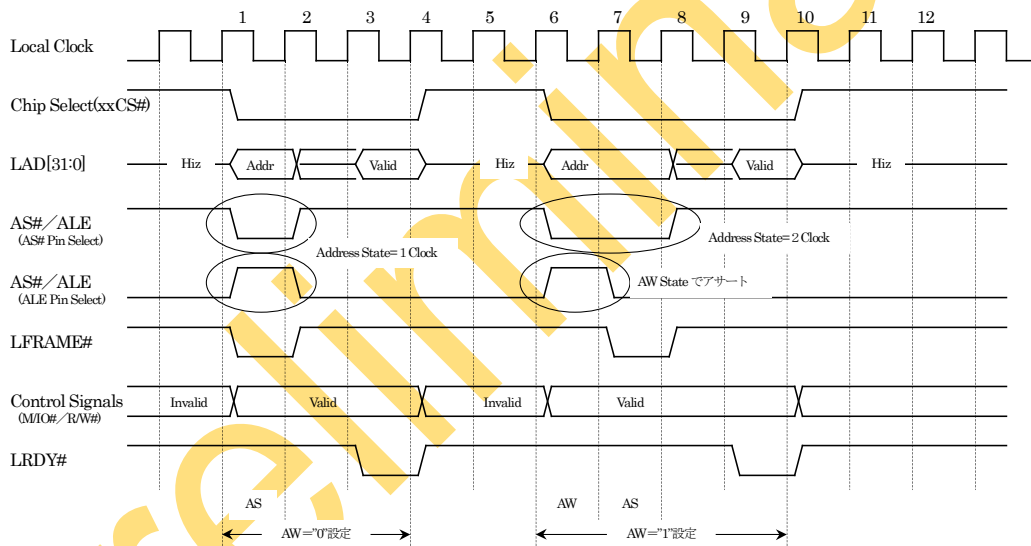 1 2 3 4 5 6 7 8 9 10 11 12
Local Clock
Chip Select(xxCS#)
LAD[31:0]
Hiz Addr Valid Hiz Addr Valid Hiz
AS#／ALE
(AS# Pin Select)
Address State=1 Clock
Address State=2 Clock
AS#／ALE
(ALE Pin Select)
AW State でアサート
LFRAME#
Control Signals
(M/IO#／R/W#)
Invalid Valid Invalid Valid
LRDY#
AS AW AS
AW="0"設定 AW="1"設定